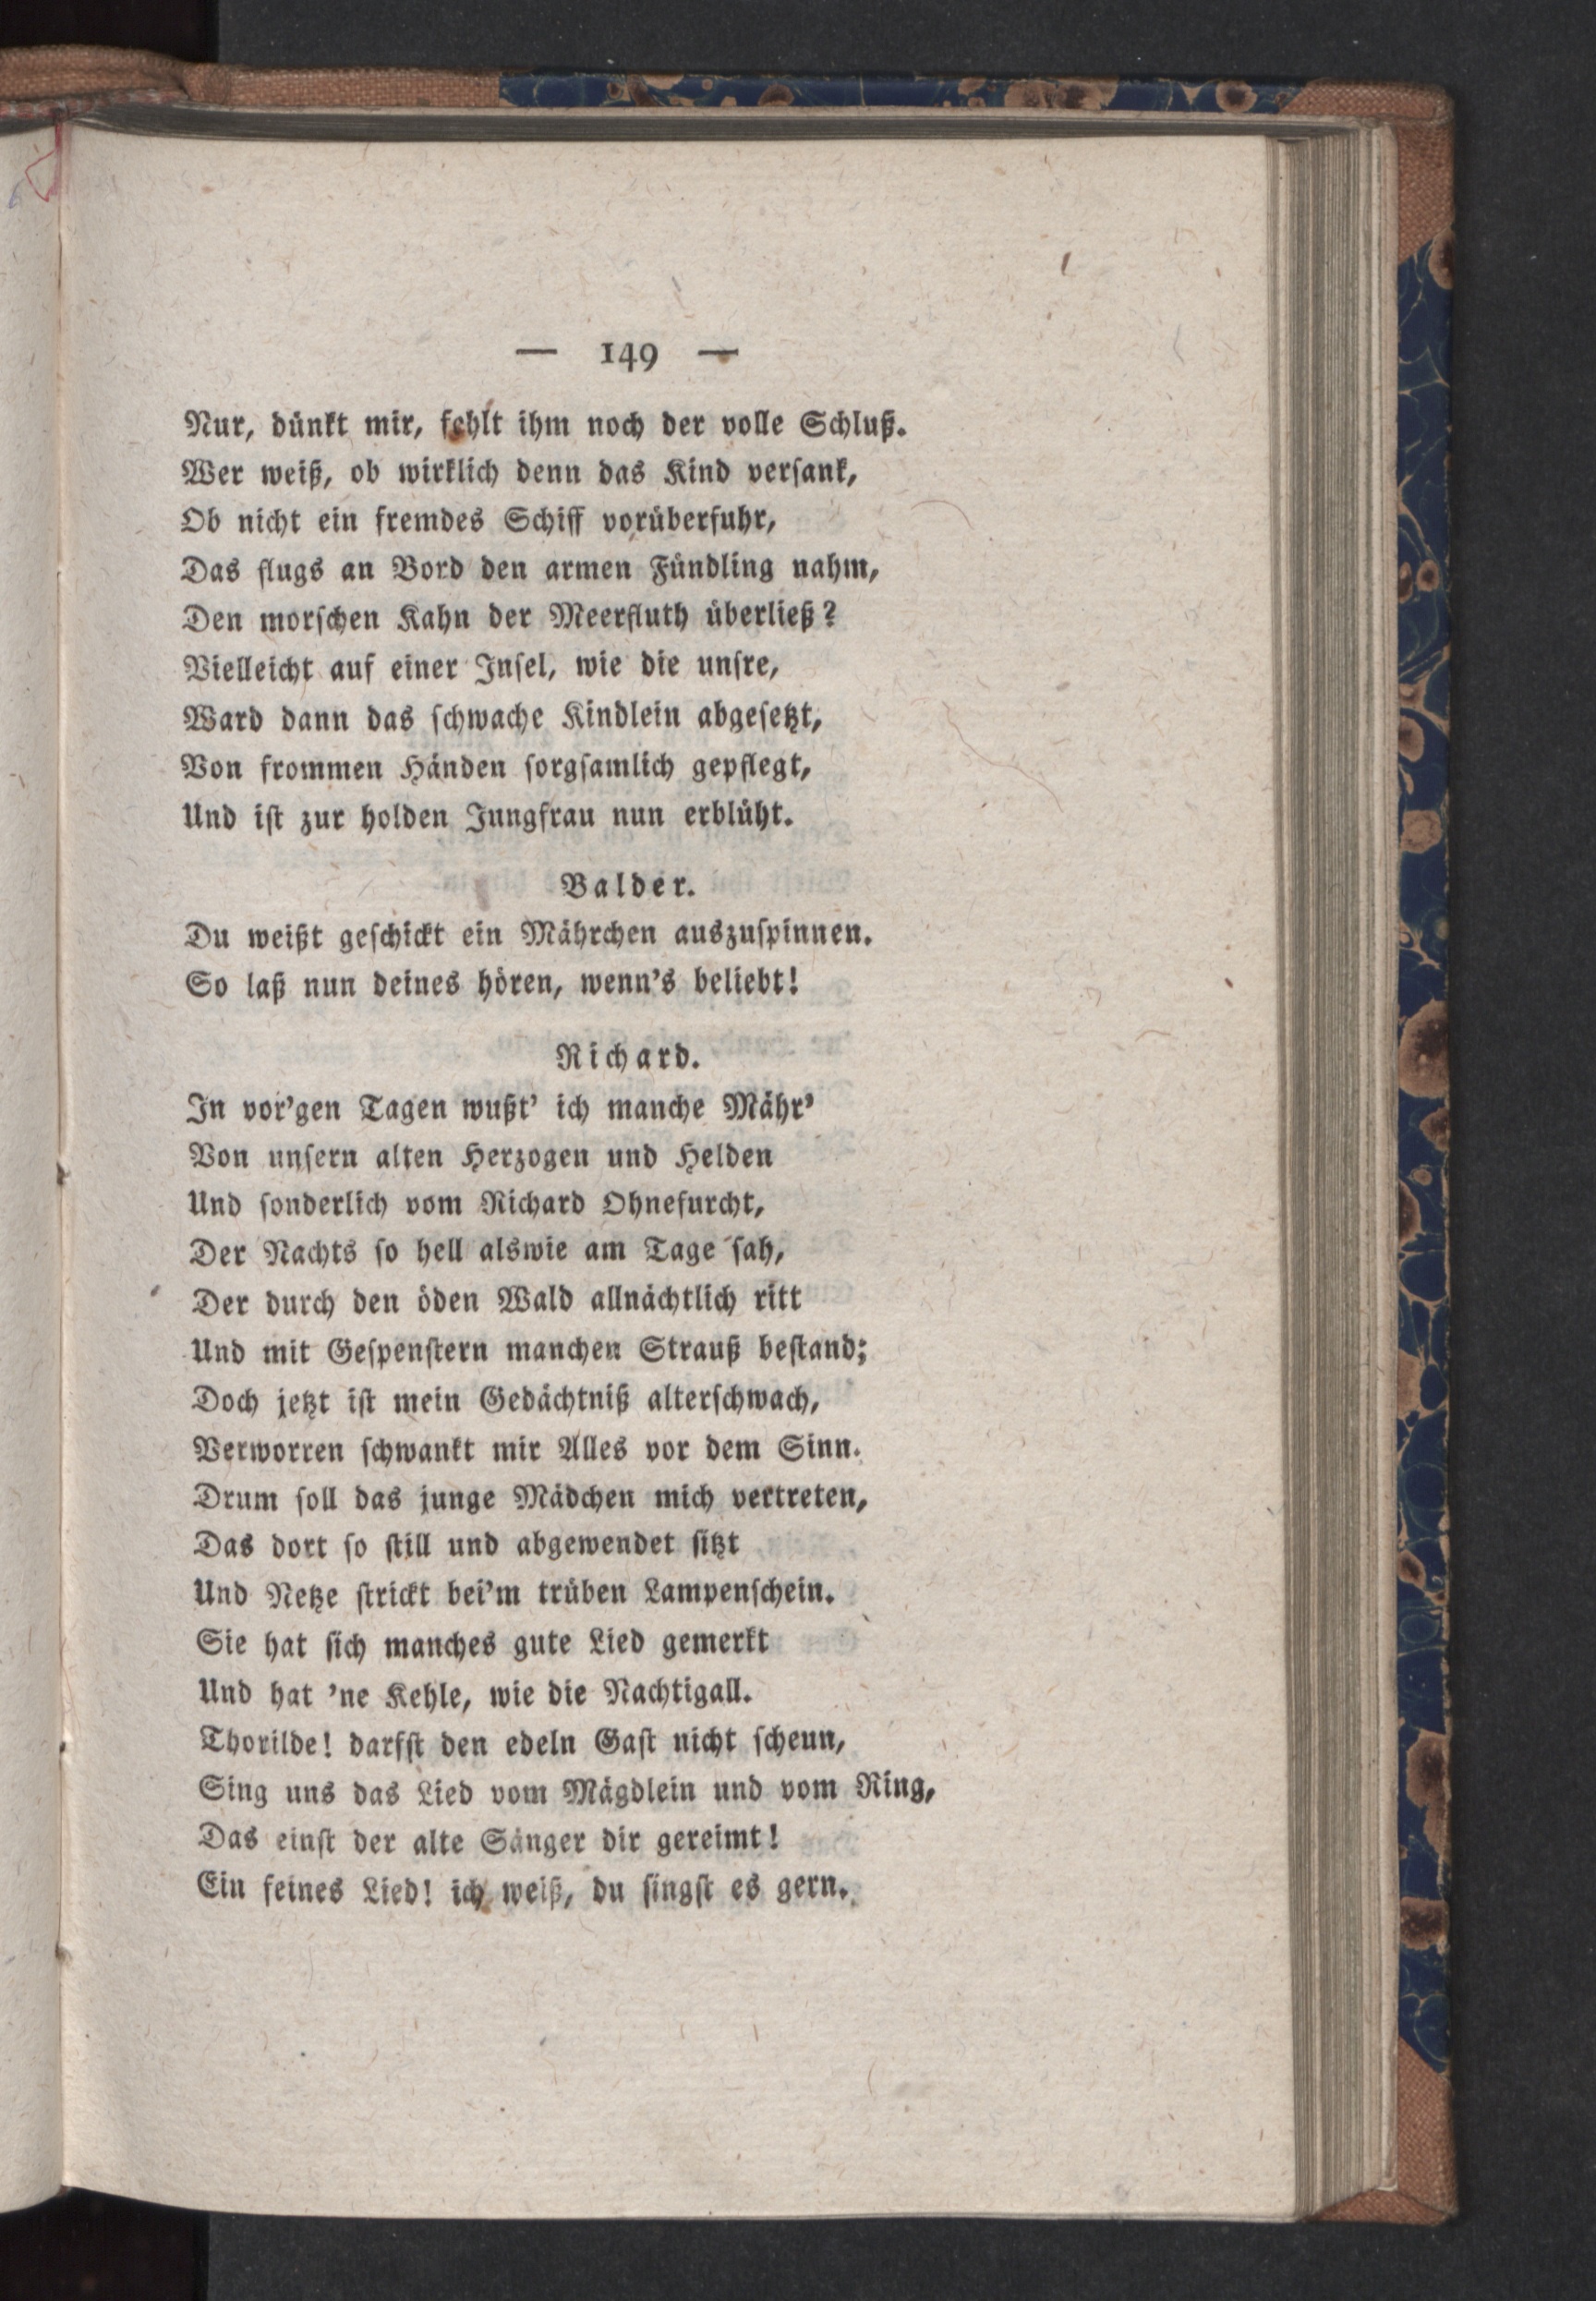 — 149 —
Nur, dünkt mir, fehlt ihm noch der volle Schluß.
Wer weiß, ob wirklich denn das Kind verſank,
Ob nicht ein fremdes Schiff vorüberfuhr,
Das flugs an Bord den armen Fündling nahm,
Den morſchen Kahn der Meerfluth überließ?
Vielleicht auf einer Inſel, wie die unſre,
Ward dann das ſchwache Kindlein abgeſetzt,
Von frommen Händen ſorgſamlich gepflegt,
Und iſt zur holden Jungfrau nun erblüht.
Balder.
Du weißt geſchickt ein Mährchen auszuſpinnen.
So laß nun deines hören, wenn's beliebt!
Richard.
In vor'gen Tagen wußt' ich manche Mähr'
Von unſern alten Herzogen und Helden
Und ſonderlich vom Richard Ohnefurcht,
Der Nachts ſo hell alswie am Tage ſah,
Der durch den öden Wald allnächtlich ritt
Und mit Geſpenſtern manchen Strauß beſtand;
Doch jetzt iſt mein Gedächtniß alterſchwach,
Verworren ſchwankt mir Alles vor dem Sinn.
Drum ſoll das junge Mädchen mich vertreten,
Das dort ſo ſtill und abgewendet ſitzt
Und Netze ſtrickt bei'm trüben Lampenſchein.
Sie hat ſich manches gute Lied gemerkt
Und hat 'ne Kehle, wie die Nachtigall.
Thorilde! darfſt den edeln Gaſt nicht ſcheun,
Sing uns das Lied vom Mägdlein und vom Ring,
Das einſt der alte Sänger dir gereimt!
Ein feines Lied! ich weiß, du ſingſt es gern.